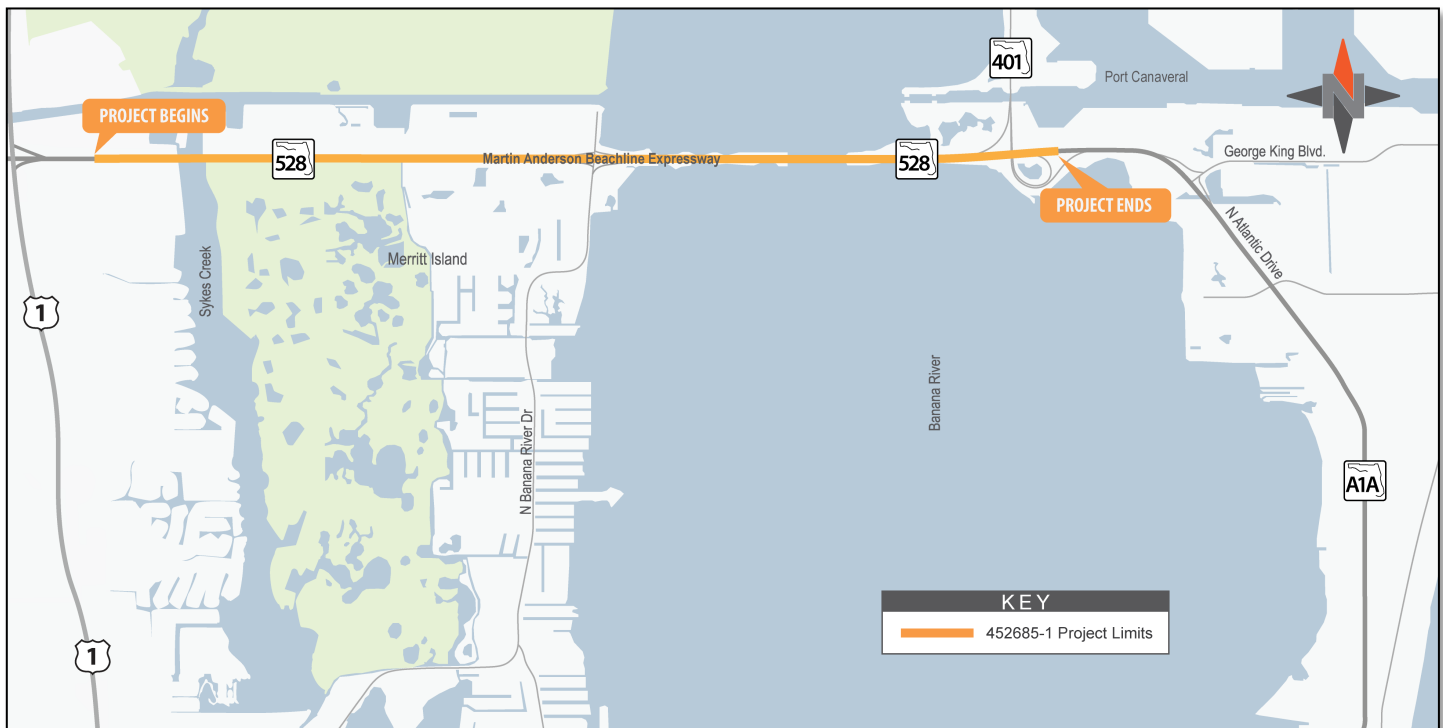 401
Port Canaveral
N
PROJECT BEGINS
528
Martin Anderson Beachline Expressway
528
George King Blvd.
PROJECT ENDS
N Atlantic Drive
Merritt Island
Sykes Creek
1
Banana River
N Banana River Dr
A1A
KEY
452685-1 Project Limits
1